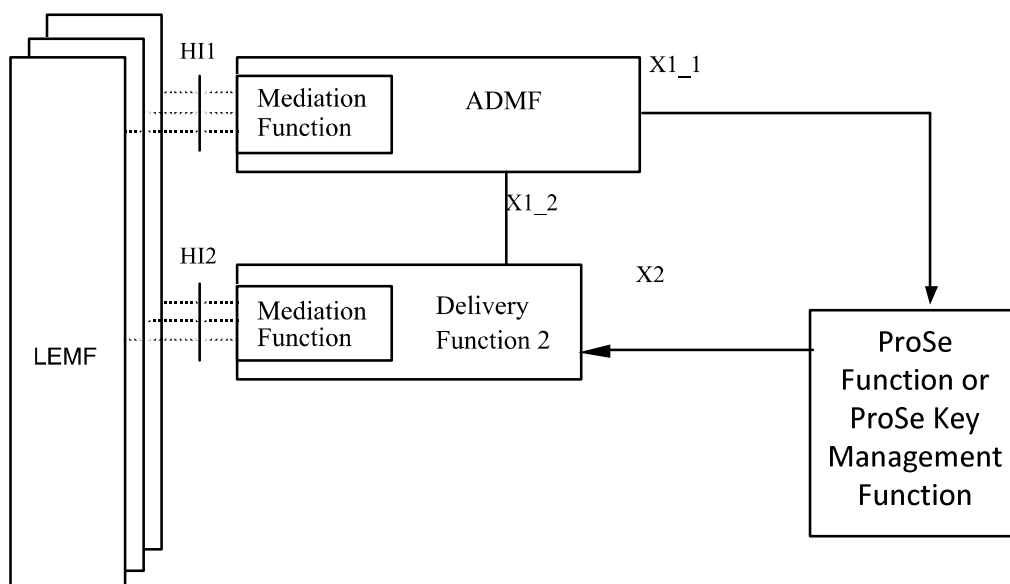 HI1
X1_1
Mediation
Function
ADMF
X1_2
HI2
X2
Mediation
Function
Delivery
Function 2
LEMF
ProSe
Function or
ProSe Key
Management
Function